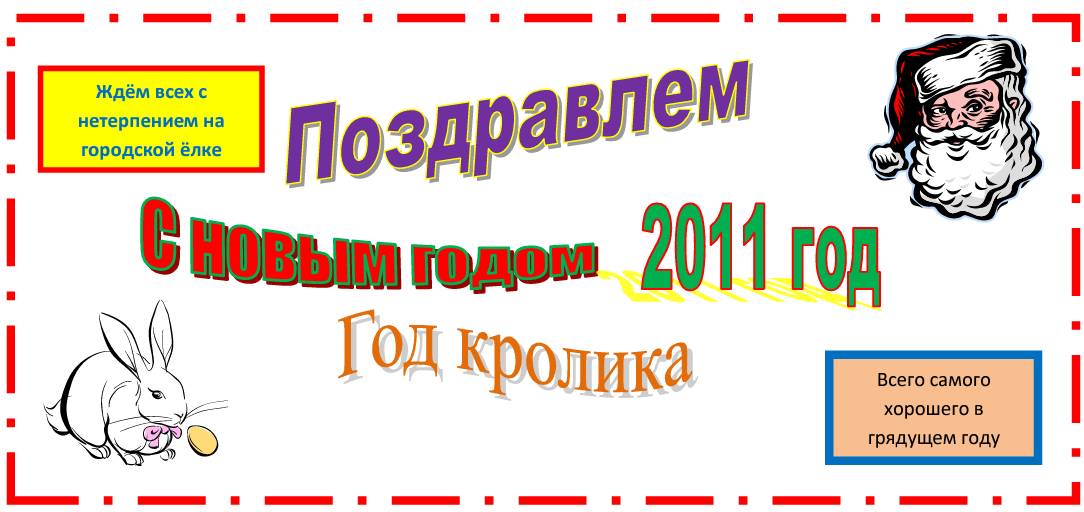 Ждём всех с
нетерпением на
городской ёлке
Поздравлем
С новым годом
2011 год
Год кролика
Всего самого
хорошего в
грядущем году